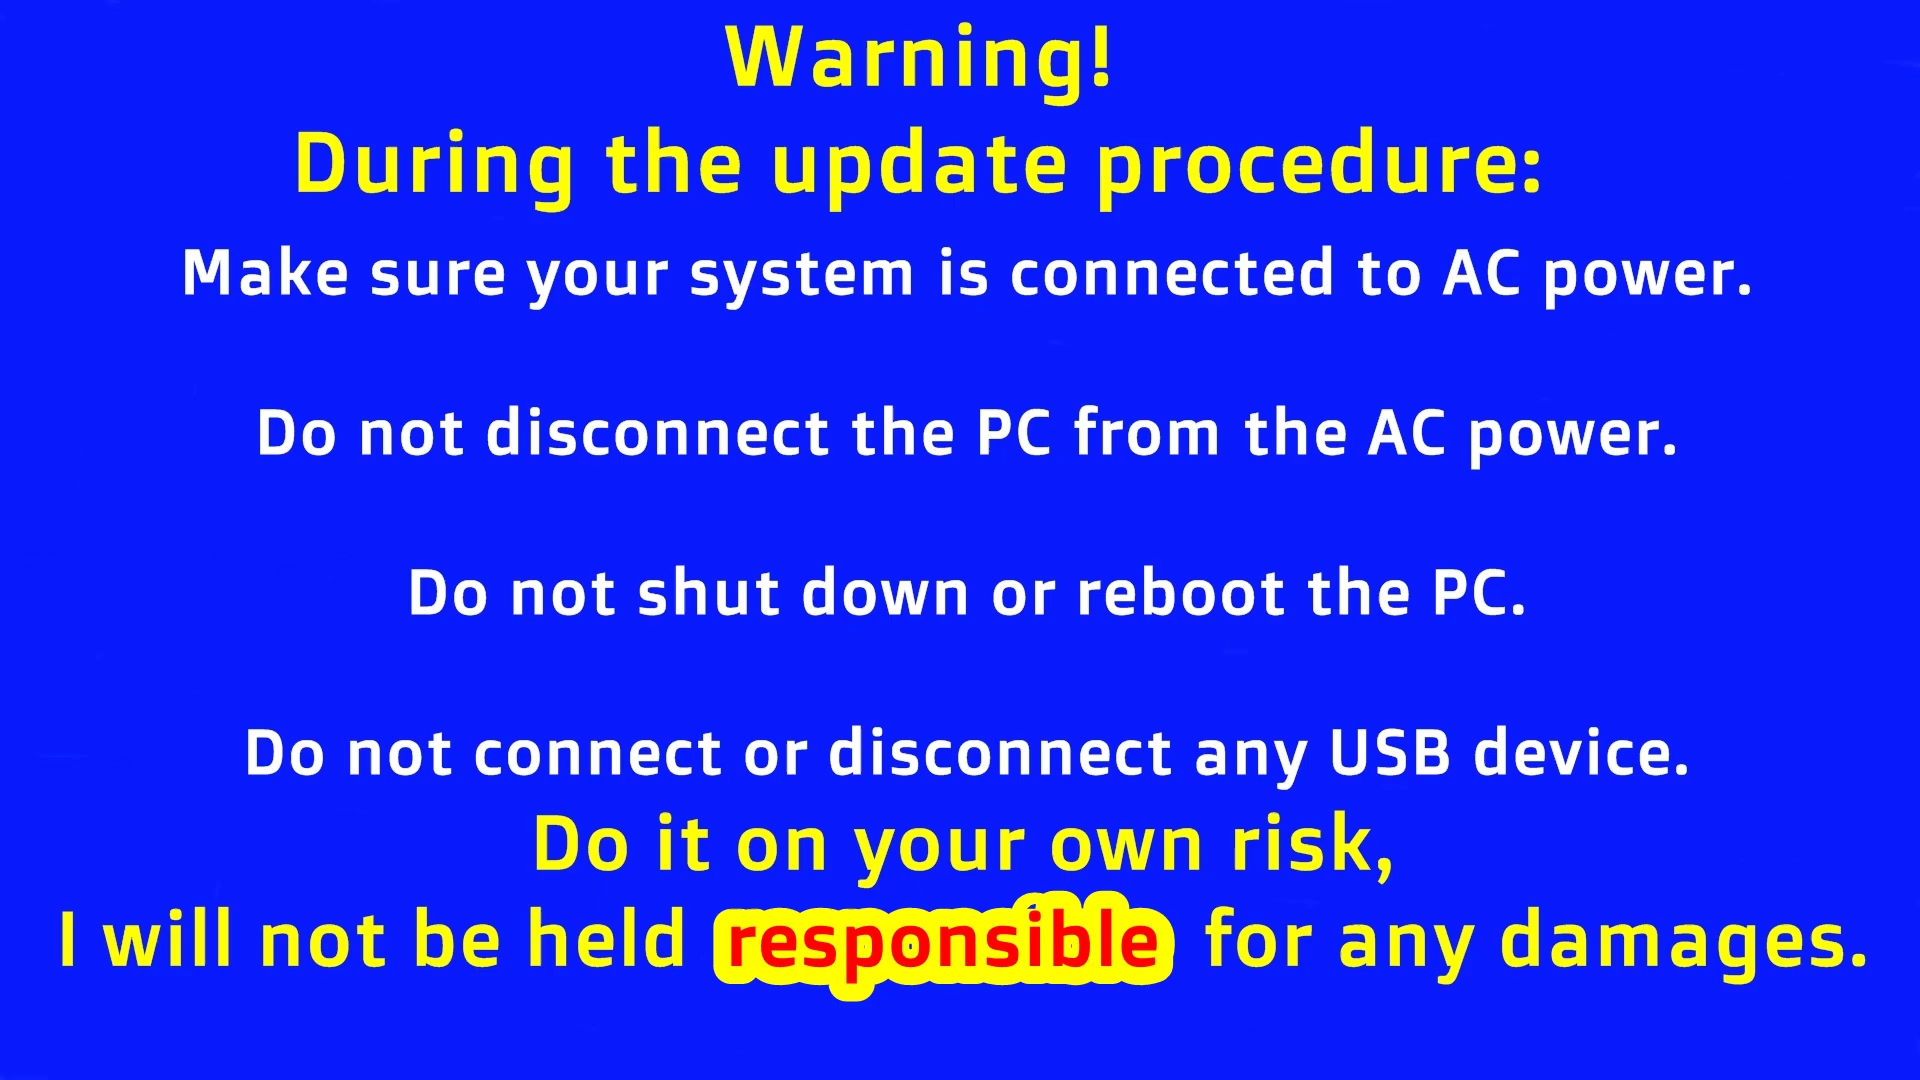 Warning!
During the update procedure:
Make sure your system is connected to AC power.
Do not disconnect the PC from the AC power.
Do not shut down or reboot the PC.
Do not connect or disconnect any USB device.
Do it on your own risk,
I will not be held responsible for any damages.